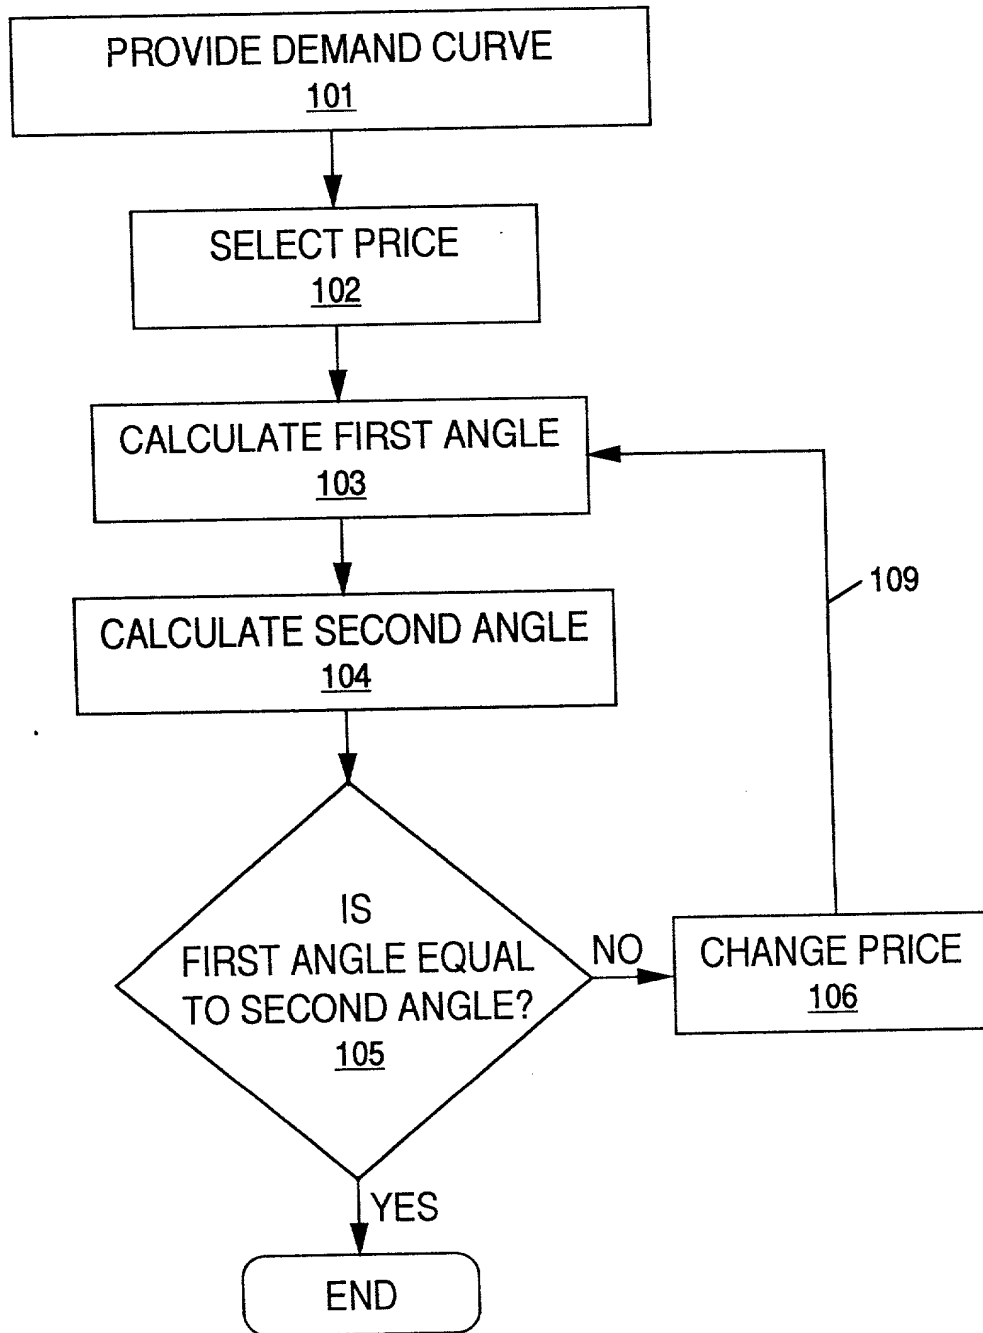 PROVIDE DEMAND CURVE
101
SELECT PRICE
102
CALCULATE FIRST ANGLE
103
CALCULATE SECOND ANGLE
104
109
IS
FIRST ANGLE EQUAL
TO SECOND ANGLE?
105
NO
CHANGE PRICE
106
YES
END